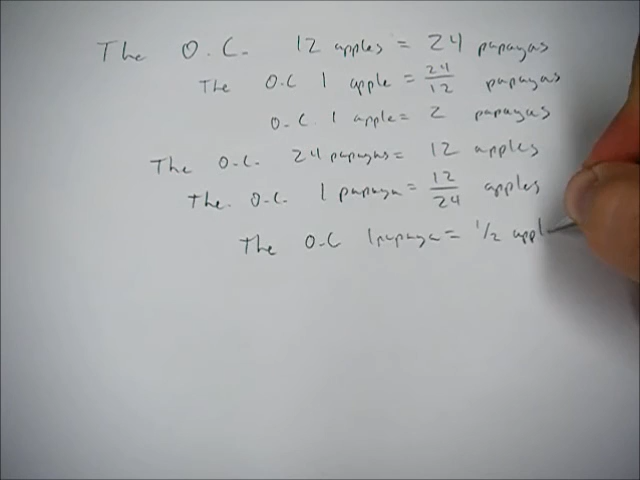 The O.C. 12 apples = 24 papayas
The O.C 1 apple = 24/12 papayas
O.C. 1 apple = 2 papayas
The O.C. 24 papayas = 12 apples
The O.C. 1 papaya = 12/24 apples
The O.C 1 papaya = 1/2 appl